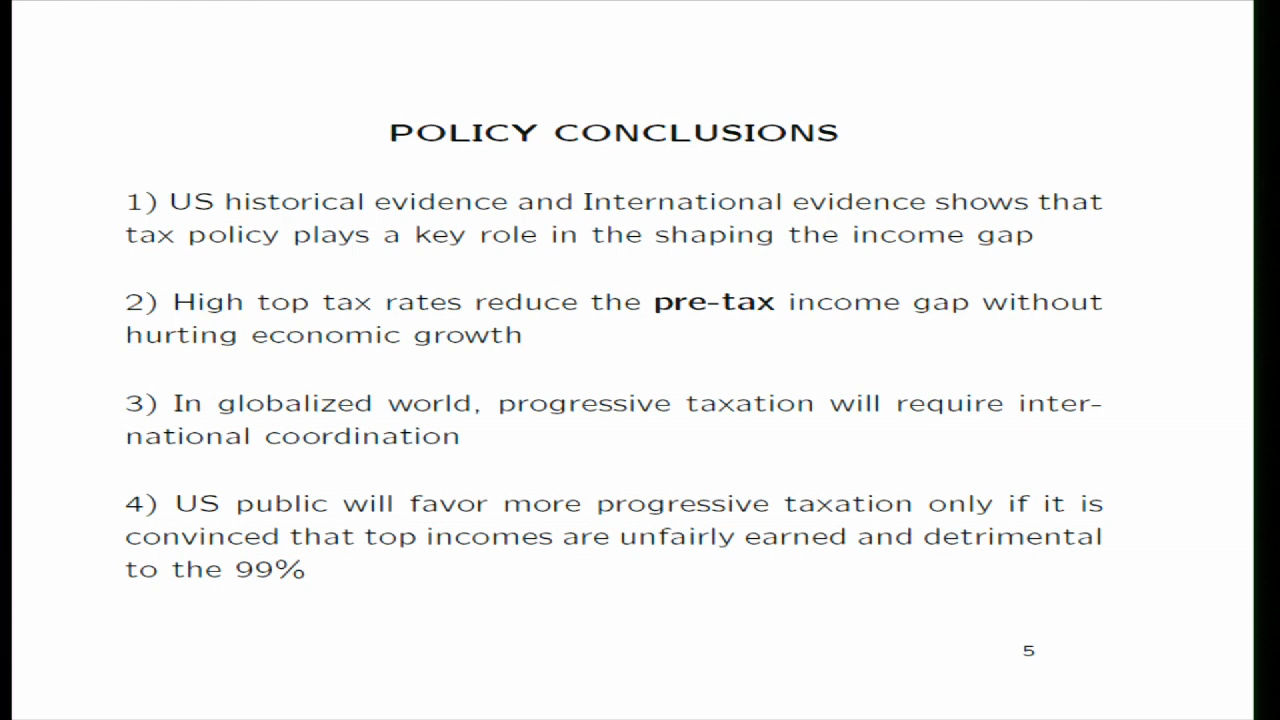 POLICY CONCLUSIONS
1) US historical evidence and International evidence shows that
tax policy plays a key role in the shaping the income gap
2) High top tax rates reduce the pre-tax income gap without
hurting economic growth
3) In globalized world, progressive taxation will require inter-
national coordination
4) US public will favor more progressive taxation only if it is
convinced that top incomes are unfairly earned and detrimental
to the 99%
5